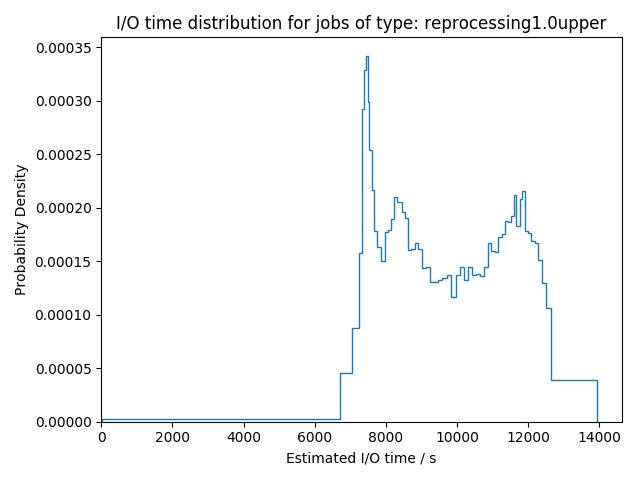 I/O time distribution for jobs of type: reprocessing1.0upper
0.00035
0.00030
0.00025
0.00020
0.00015
0.00010
0.00005
0.00000
Probability Density
0 2000 4000 6000 8000 10000 12000 14000
Estimated I/O time / s